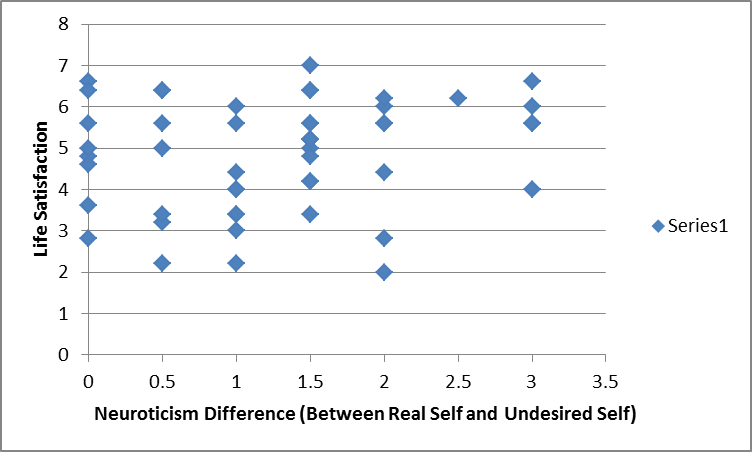 8
7
6
5
4
3
2
1
0
Life Satisfaction
0 0.5 1 1.5 2 2.5 3 3.5
Neuroticism Difference (Between Real Self and Undesired Self)
Series1